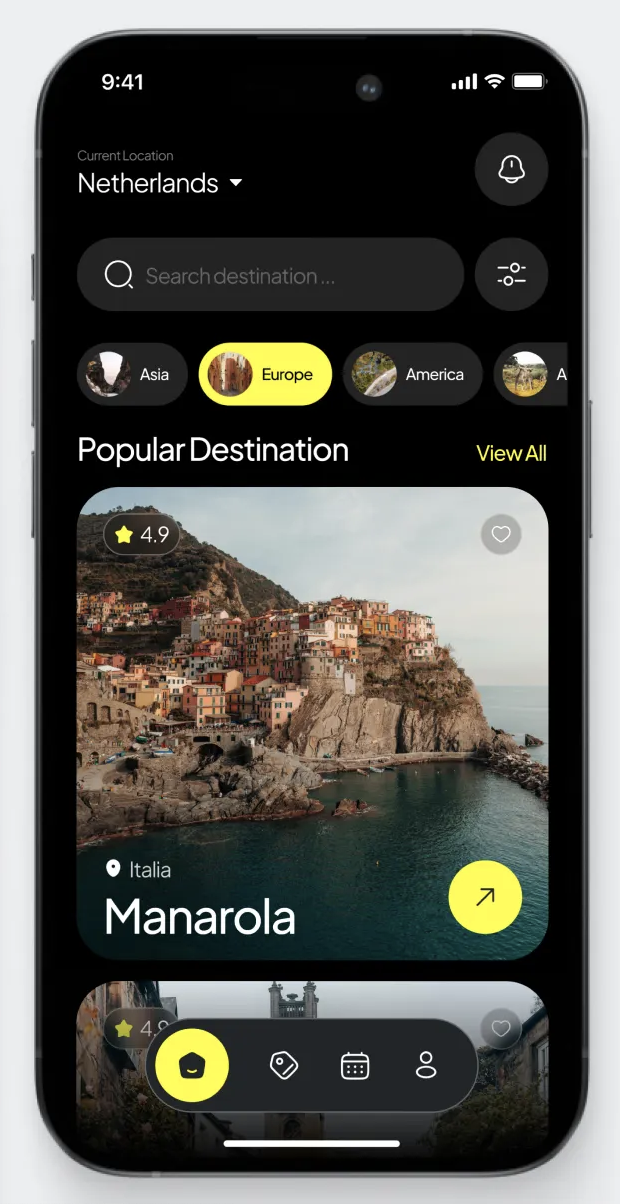 9:41
Current Location
Netherlands
Search destination ...
Asia
Europe
America
A
Popular Destination
View All
4.9
Italia
Manarola
4.9